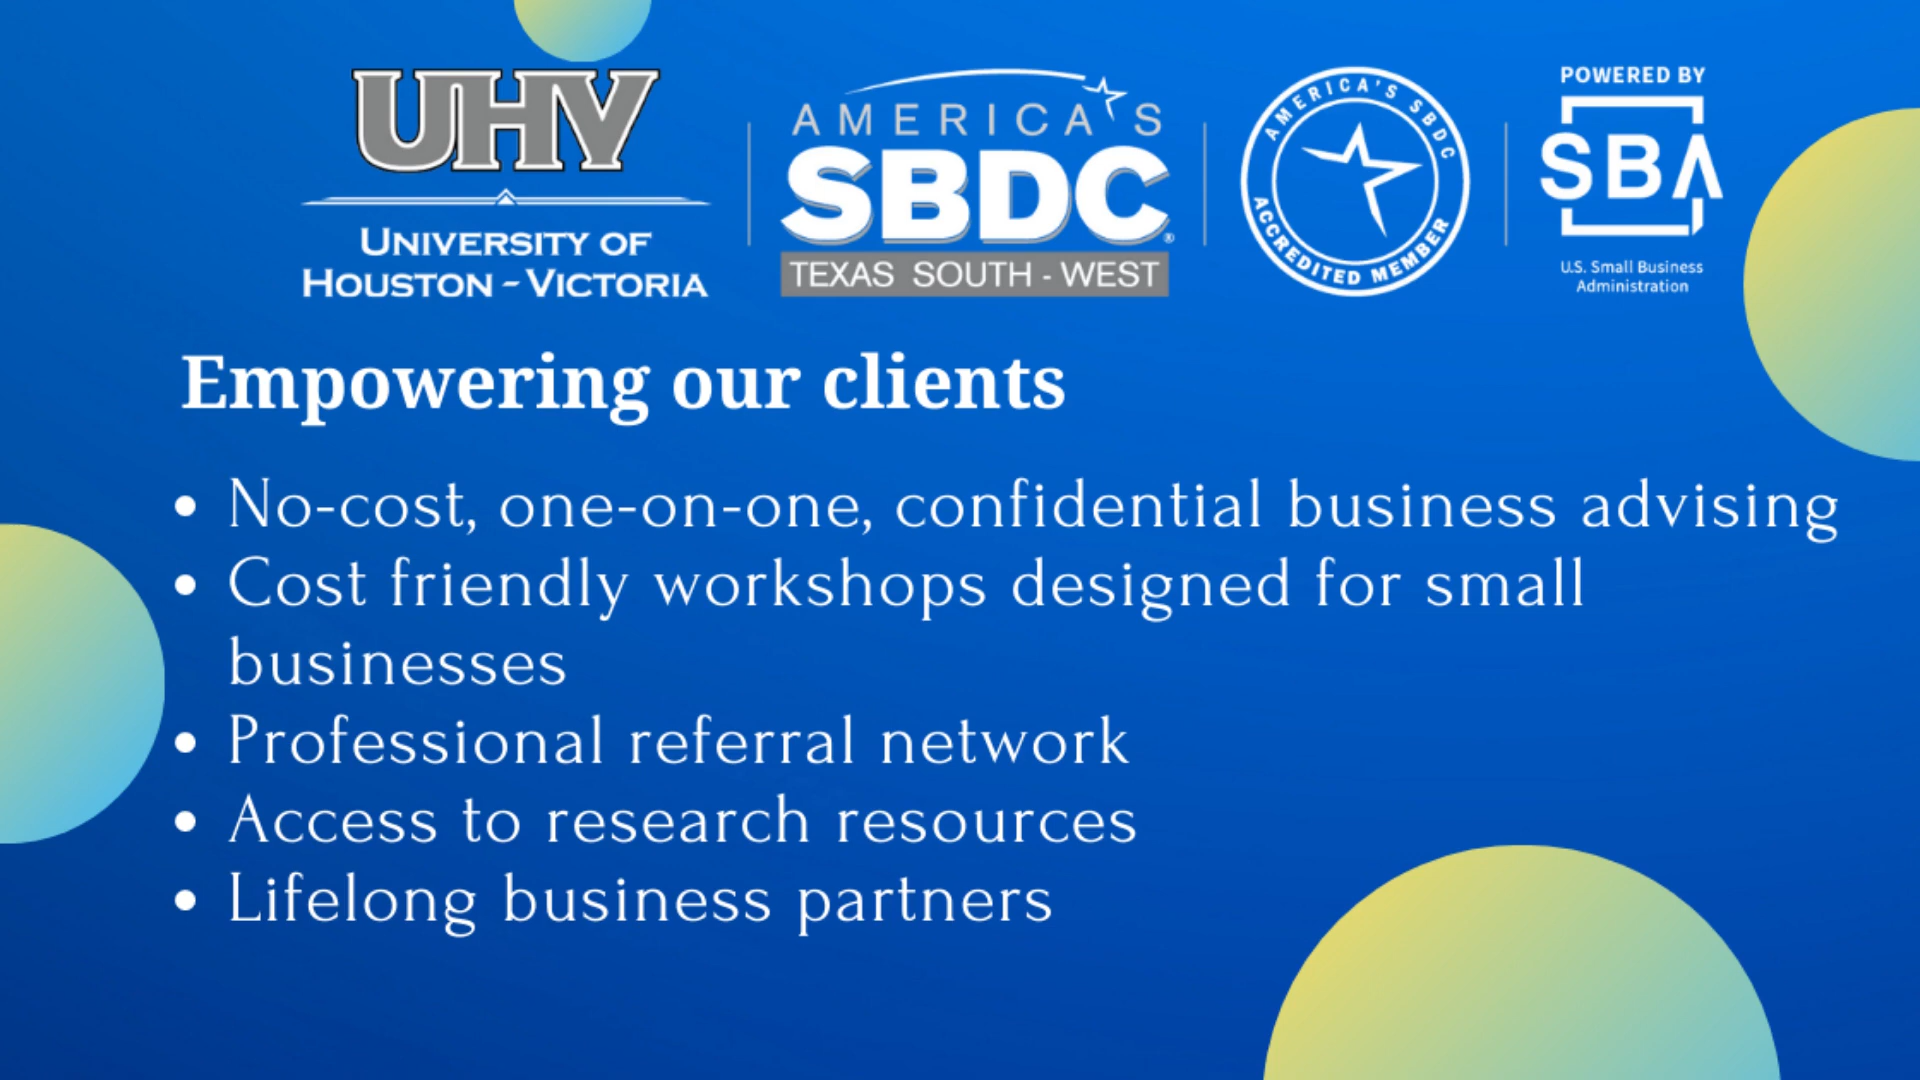 UHV
UNIVERSITY OF
HOUSTON - VICTORIA
AMERICA'S
SBDC®
TEXAS SOUTH - WEST
AMERICA'S SBDC
ACCREDITED MEMBER
POWERED BY
SBA
U.S. Small Business
Administration
Empowering our clients
• No-cost, one-on-one, confidential business advising
• Cost friendly workshops designed for small
businesses
• Professional referral network
• Access to research resources
• Lifelong business partners